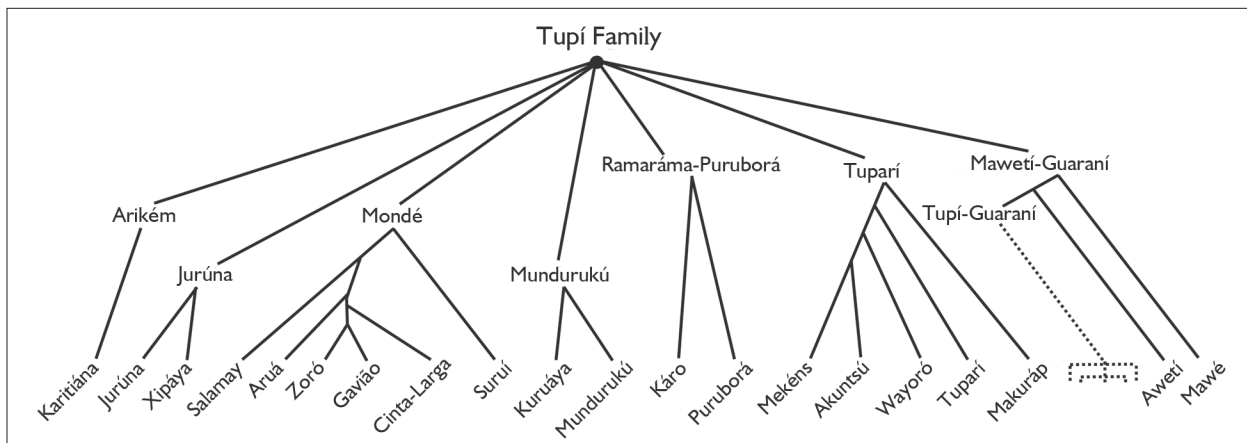 Tupí Family
Ramaráma-Puruborá
Tuparí
Mawetí-Guaraní
Arikém
Mondé
Tupí-Guaraní
Jurúna
Mundurukú
Karitiána
Jurúna
Xipáya
Salamay
Aruá
Zoró
Gavião
Cinta-Larga
Suruí
Kuruáya
Mundurukú
Káro
Puruborá
Mekéns
Akuntsú
Wayoró
Tuparí
Makuráp
Awetí
Mawé